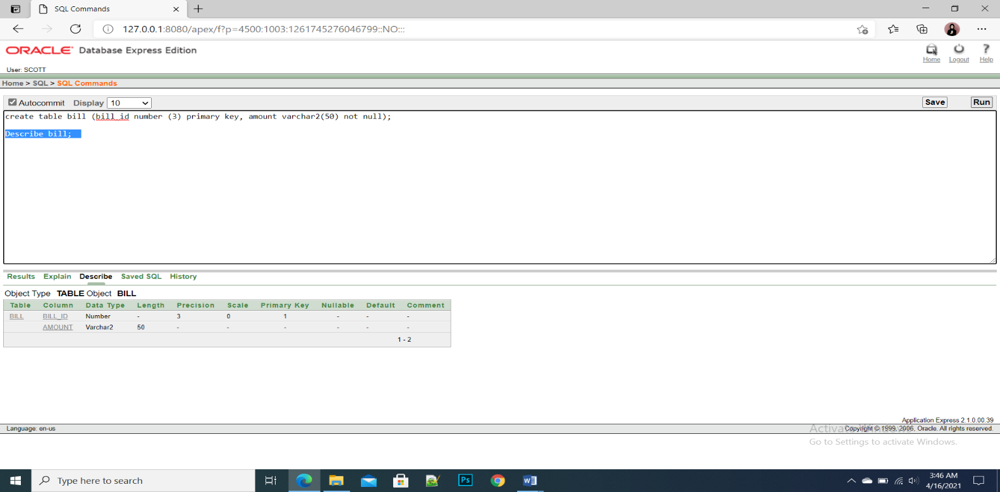 SQL Commands
127.0.0.1:8080/apex/f?p=4500:1003:1261745276046799::NO:::
ORACLE Database Express Edition
Home Logout Help
User: SCOTT
Home > SQL > SQL Commands
Autocommit Display 10 Save Run
create table bill (bill_id number (3) primary key, amount varchar2(50) not null);
Describe bill;
Results Explain Describe Saved SQL History
Object Type TABLE Object BILL
Table Column Data Type Length Precision Scale Primary Key Nullable Default Comment
BILL BILL_ID Number - 3 0 1 - - -
AMOUNT Varchar2 50 - - - - - -
1 - 2
Application Express 2.1.0.00.39
Language: en-us Copyright © 1999, 2006, Oracle. All rights reserved.
Activate Windows
Go to Settings to activate Windows.
Type here to search
Ps
W
3:46 AM
4/16/2021